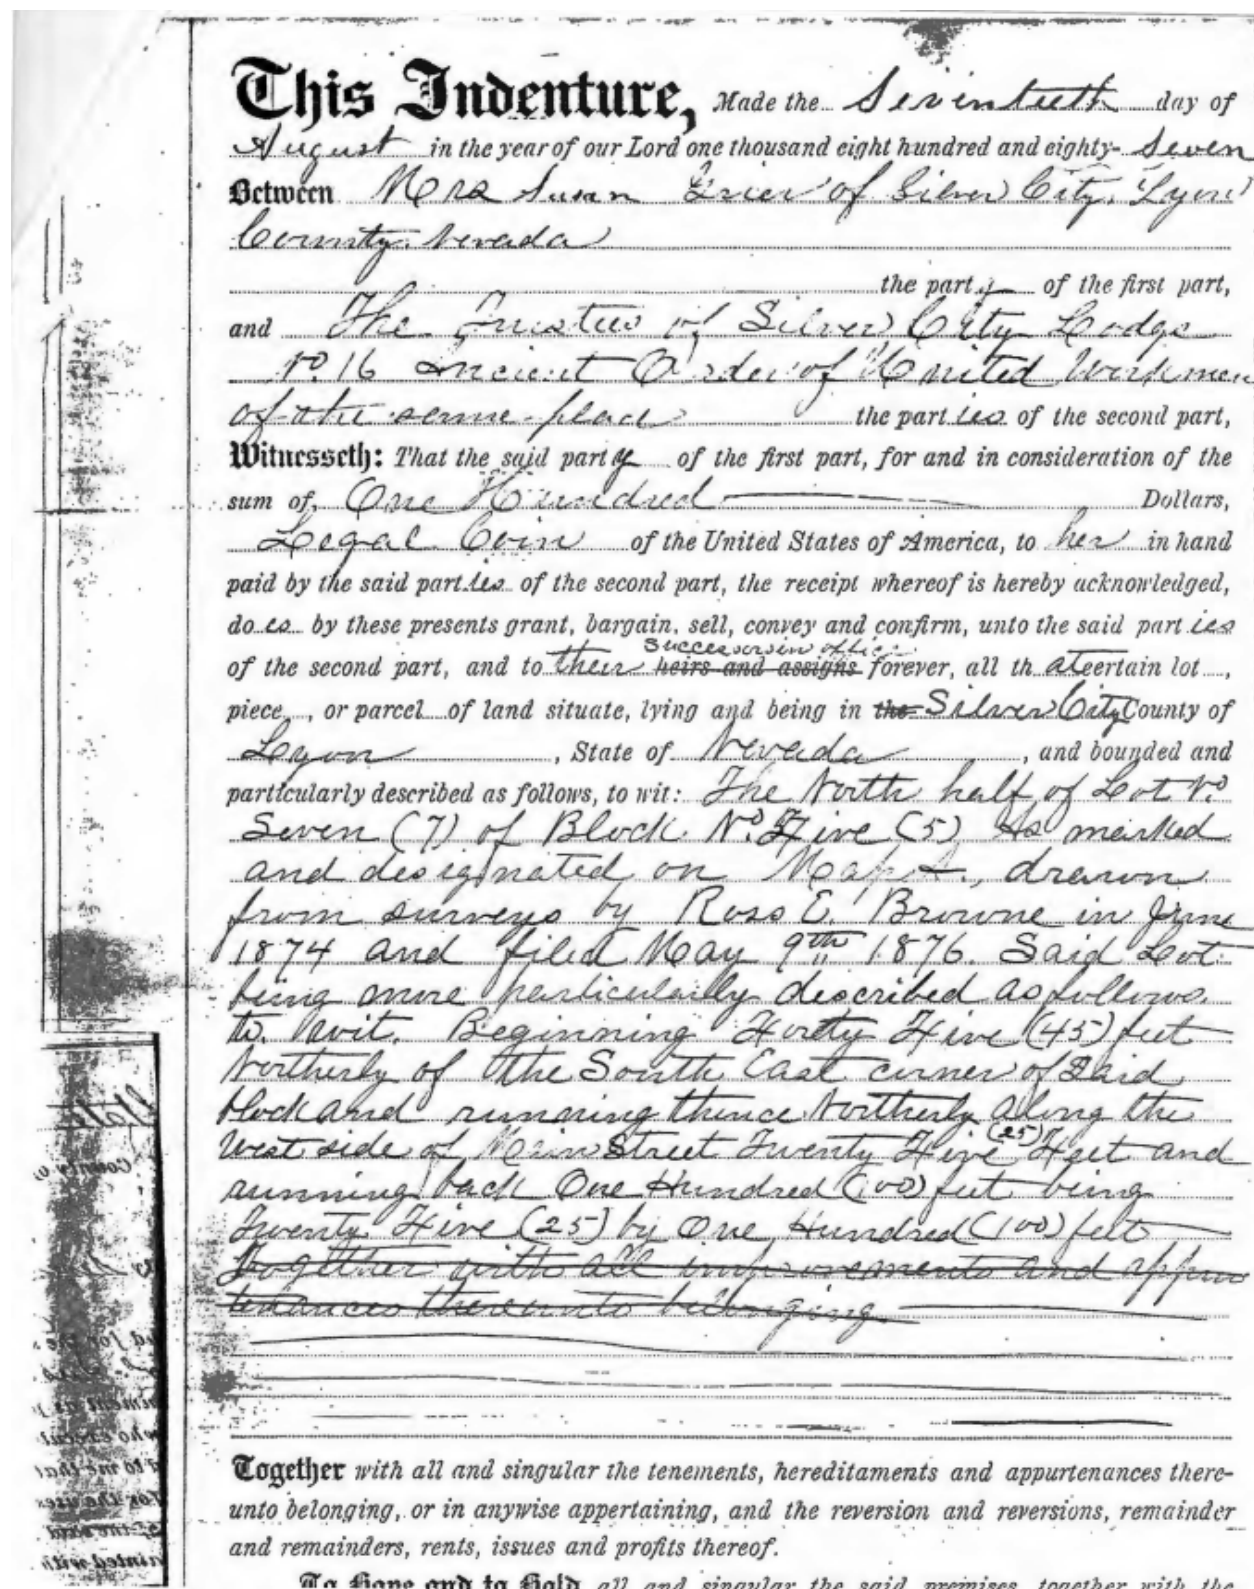 This Indenture, Made the Seventeeth day of
August in the year of our Lord one thousand eight hundred and eighty- Seven
Between Mrs Susan Grier of Silver City, Lyon
County. Nevada
the party of the first part,
and The Trustees of Silver City Lodge
No. 16 Ancient Order of United Workmen
of the same place the parties of the second part,
Witnesseth: That the said party of the first part, for and in consideration of the
sum of One Hundred Dollars,
Legal Coin of the United States of America, to her in hand
paid by the said parties of the second part, the receipt whereof is hereby acknowledged,
does by these presents grant, bargain, sell, convey and confirm, unto the said parties
successors in office
of the second part, and to their heirs and assigns forever, all that certain lot ,
piece , or parcel of land situate, lying and being in the Silver City County of
Lyon , State of Nevada , and bounded and
particularly described as follows, to wit: The North half of Lot No
Seven (7) of Block No. Five (5) As marked
and designated on Map A., drawn
from surveys by Ross E. Browne in June
1874 and filed May 9th 1876. Said Lot
being more particularly described as follows
to. wit. Beginning Forty Five (45) feet
Northerly of the South East corner of Said
block and running thence Northerly along the
West side of Main Street Twenty Five (25) Feet and
running back One Hundred (100) feet being
Twenty Five (25) by One Hundred (100) feet
Together with all improvements and appur
tenances thereunto belonging
Together with all and singular the tenements, hereditaments and appurtenances there-
unto belonging, or in anywise appertaining, and the reversion and reversions, remainder
and remainders, rents, issues and profits thereof.
To Have and to Hold, all and singular the said premises, together with the